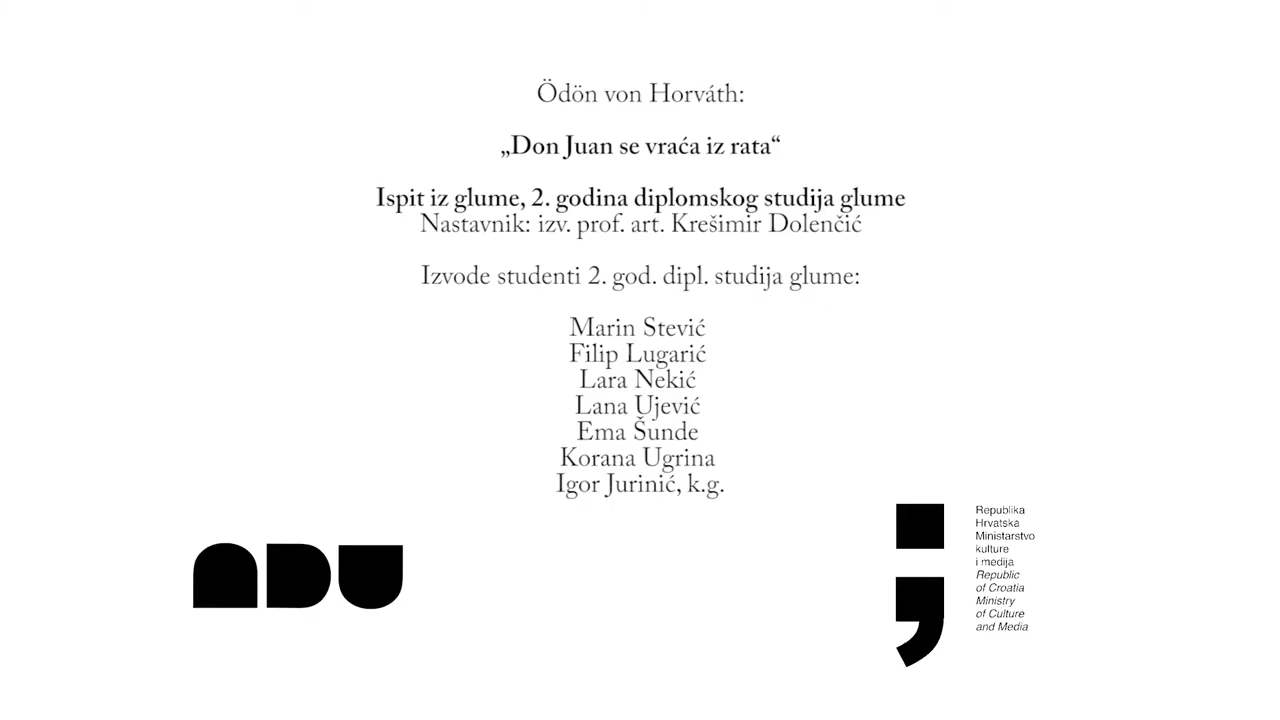 Ödön von Horváth:
„Don Juan se vraća iz rata“
Ispit iz glume, 2. godina diplomskog studija glume
Nastavnik: izv. prof. art. Krešimir Dolenčić
Izvode studenti 2. god. dipl. studija glume:
Marin Stević
Filip Lugarić
Lara Nekić
Lana Ujević
Ema Šunde
Korana Ugrina
Igor Jurinić, k.g.
ADU
Republika
Hrvatska
Ministarstvo
kulture
i medija
Republic
of Croatia
Ministry
of Culture
and Media